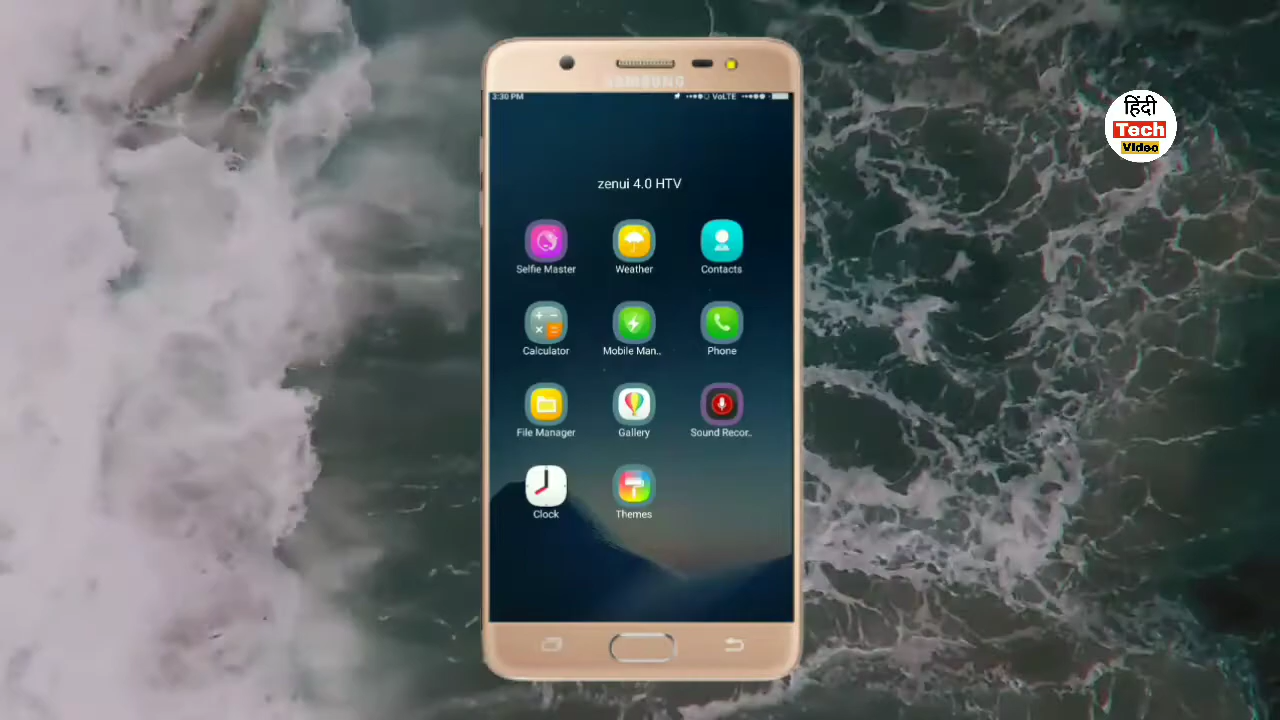 SAMSUNG
3:30 PM
VoLTE
zenui 4.0 HTV
Selfie Master
Weather
Contacts
Calculator
Mobile Man..
Phone
File Manager
Gallery
Sound Recor..
Clock
Themes
हिंदी
Tech
Video